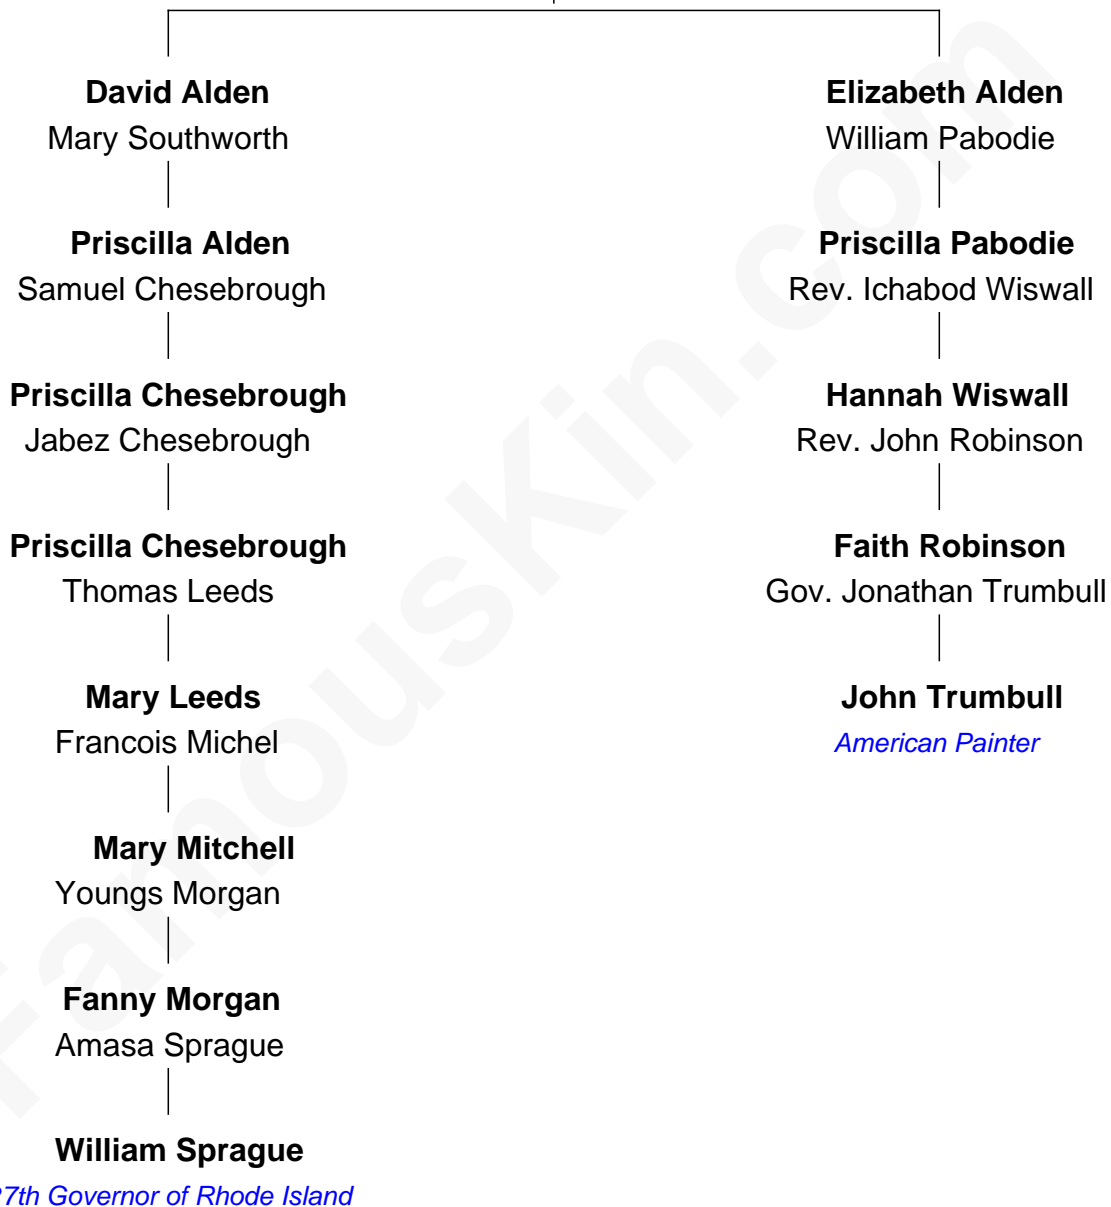 David Alden
Mary Southworth
Priscilla Alden
Samuel Chesebrough
Priscilla Chesebrough
Jabez Chesebrough
Priscilla Chesebrough
Thomas Leeds
Mary Leeds
Francois Michel
Mary Mitchell
Youngs Morgan
Fanny Morgan
Amasa Sprague
William Sprague
27th Governor of Rhode Island
Elizabeth Alden
William Pabodie
Priscilla Pabodie
Rev. Ichabod Wiswall
Hannah Wiswall
Rev. John Robinson
Faith Robinson
Gov. Jonathan Trumbull
John Trumbull
American Painter
FamousKin.com